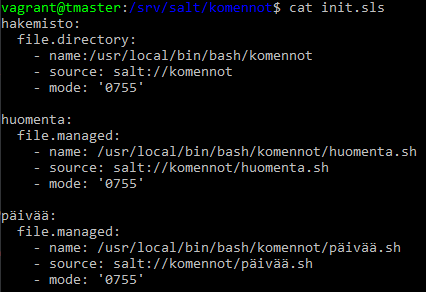 vagrant@tmaster:/srv/salt/komennot$ cat init.sls
hakemisto:
  file.directory:
    - name:/usr/local/bin/bash/komennot
    - source: salt://komennot
    - mode: '0755'

huomenta:
  file.managed:
    - name: /usr/local/bin/bash/komennot/huomenta.sh
    - source: salt://komennot/huomenta.sh
    - mode: '0755'

päivää:
  file.managed:
    - name: /usr/local/bin/bash/komennot/päivää.sh
    - source: salt://komennot/päivää.sh
    - mode: '0755'